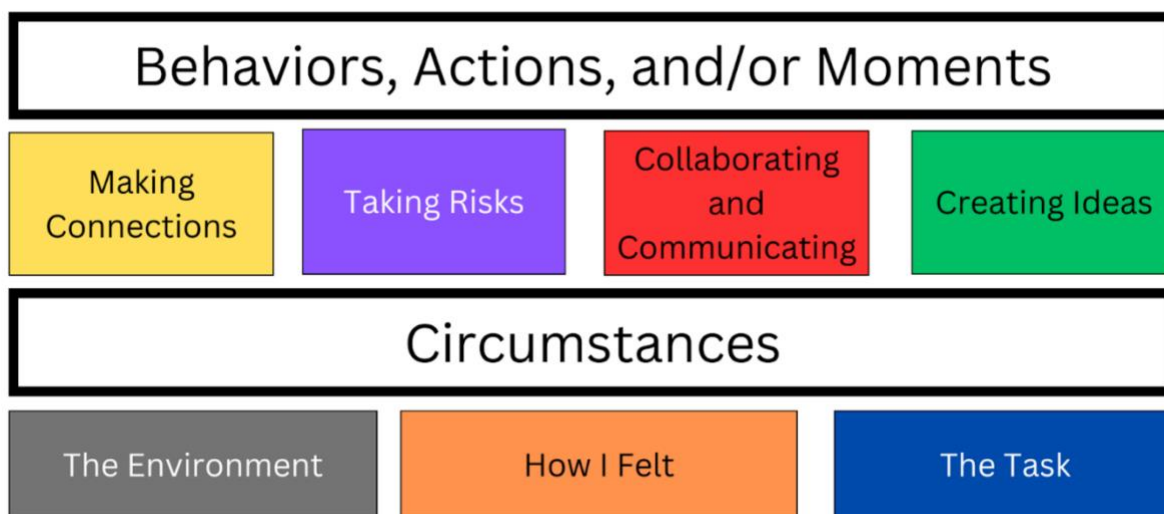 Behaviors, Actions, and/or Moments
Making
Connections
Taking Risks
Collaborating
and
Communicating
Creating Ideas
Circumstances
The Environment
How I Felt
The Task